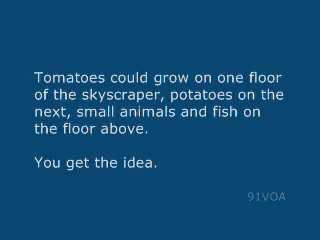 Tomatoes could grow on one floor
of the skyscraper, potatoes on the
next, small animals and fish on
the floor above.
You get the idea.
91VOA